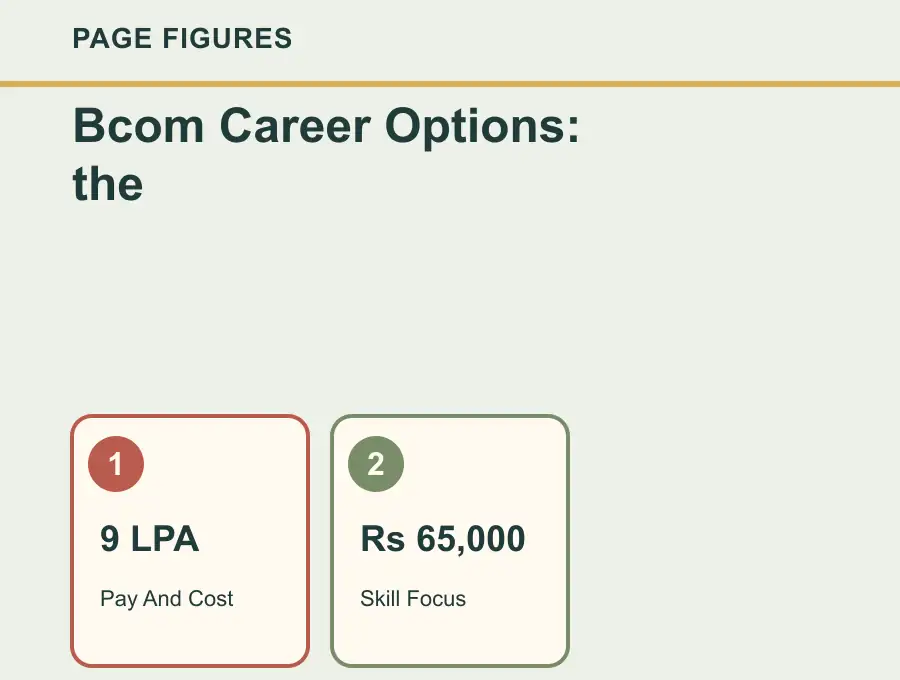 PAGE FIGURES
Bcom Career Options:
the
1
9 LPA
Pay And Cost
2
Rs 65,000
Skill Focus